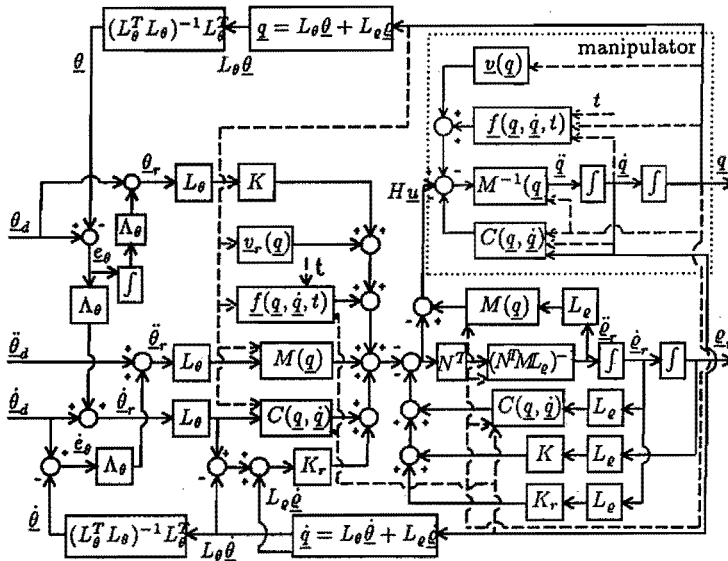 (L_θ^T L_θ)^{-1} L_θ^T
q = L_θ θ + L_ϱ ϱ
manipulator
θ
L_θ θ
v(q)
t
f(q, q̇, t)
θ_r
L_θ
K
H u
M^{-1}(q
q̈
∫
q̇
∫
q
θ_d
Λ_θ
e_θ
∫
v_r(q)
t
C(q, q̇)
Λ_θ
f(q, q̇, t)
M(q)
L_ϱ
θ̈_d
θ̈_r
L_θ
M(q)
N^T
(N^T M L_ϱ)^-
ϱ̈_r
∫
ϱ̇_r
∫
ϱ_r
θ̇_d
θ̇_r
L_θ
C(q, q̇)
C(q, q̇)
L_ϱ
ė_θ
Λ_θ
K_r
K
L_ϱ
L_ϱ ϱ̇
K_r
L_ϱ
θ̇
(L_θ^T L_θ)^{-1} L_θ^T
L_θ θ̇
q̇ = L_θ θ̇ + L_ϱ ϱ̇